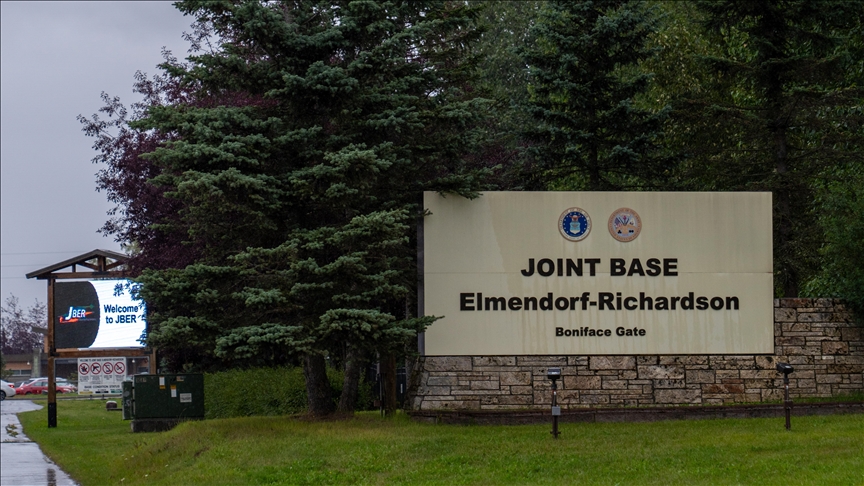 JOINT BASE
Elmendorf-Richardson
Boniface Gate
JBER
Welcome
to JBER